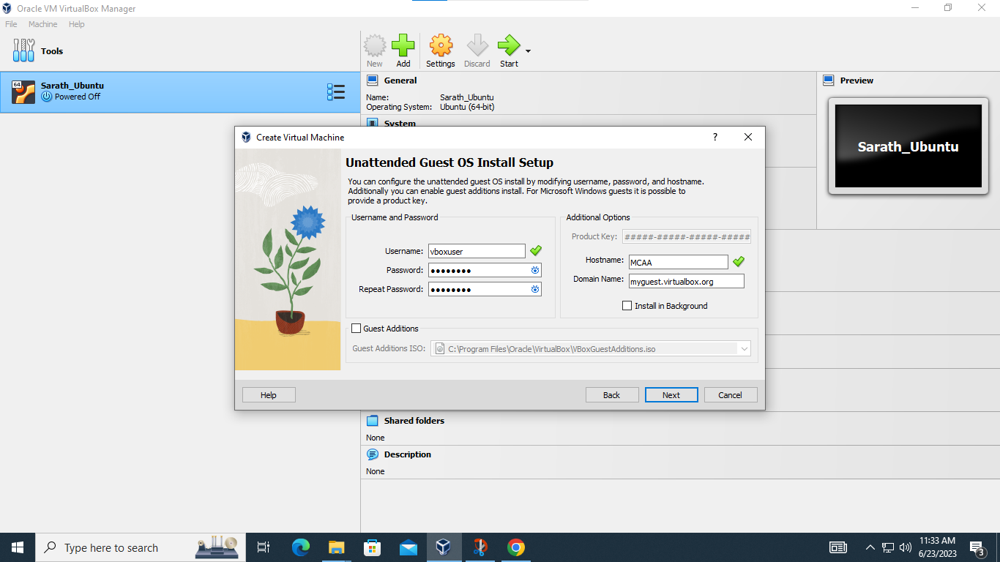 Oracle VM VirtualBox Manager
File Machine Help
Tools
New Add Settings Discard Start
64
Sarath_Ubuntu
Powered Off
General
Name: Sarath_Ubuntu
Operating System: Ubuntu (64-bit)
System
Preview
Sarath_Ubuntu
Create Virtual Machine
?
Unattended Guest OS Install Setup
You can configure the unattended guest OS install by modifying username, password, and hostname.
Additionally you can enable guest additions install. For Microsoft Windows guests it is possible to
provide a product key.
Username and Password
Username: vboxuser
Password: ●●●●●●●●
Repeat Password: ●●●●●●●●
Additional Options
Product Key: #####-#####-#####-#####
Hostname: MCAA
Domain Name: myguest.virtualbox.org
Install in Background
Guest Additions
Guest Additions ISO: C:\Program Files\Oracle\VirtualBox\VBoxGuestAdditions.iso
Help Back Next Cancel
Shared folders
None
Description
None
Type here to search
11:33 AM
6/23/2023
3